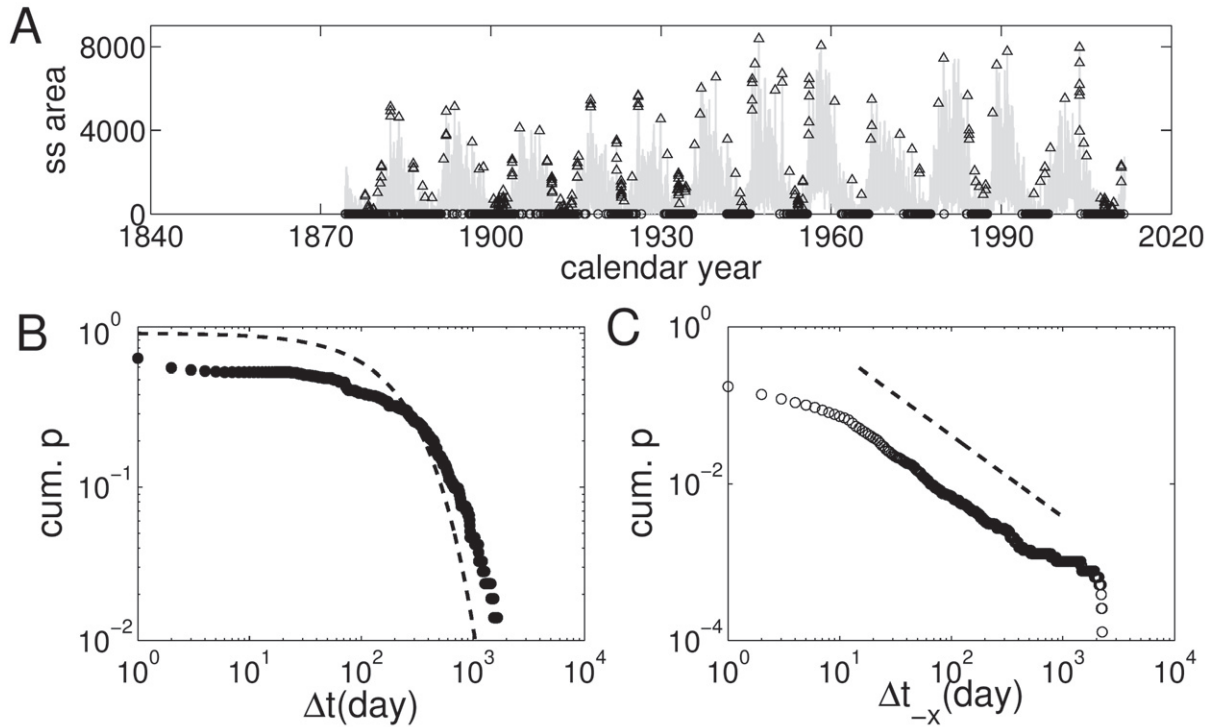 A
8000
4000
0
ss area
1840 1870 1900 1930 1960 1990 2020
calendar year
B
10^0
10^-1
10^-2
cum. p
10^0 10^1 10^2 10^3 10^4
Δt(day)
C
10^0
10^-2
10^-4
cum. p
10^0 10^1 10^2 10^3 10^4
Δt_-x(day)